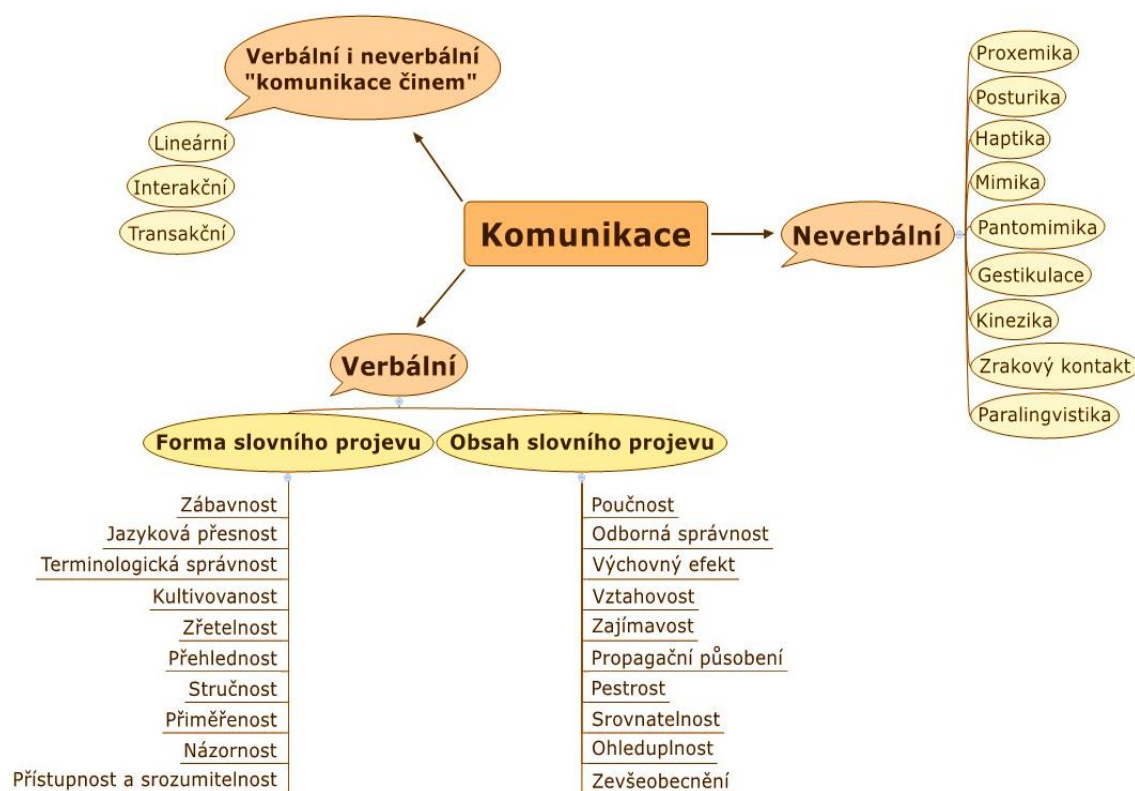 Verbální i neverbální
"komunikace činem"
Lineární
Interakční
Transakční
Komunikace
Neverbální
Proxemika
Posturika
Haptika
Mimika
Pantomimika
Gestikulace
Kinezika
Zrakový kontakt
Paralingvistika
Verbální
Forma slovního projevu
Zábavnost
Jazyková přesnost
Terminologická správnost
Kultivovanost
Zřetelnost
Přehlednost
Stručnost
Přiměřenost
Názornost
Přístupnost a srozumitelnost
Obsah slovního projevu
Poučnost
Odborná správnost
Výchovný efekt
Vztahovost
Zajímavost
Propagační působení
Pestrost
Srovnatelnost
Ohleduplnost
Zevšeobecnění